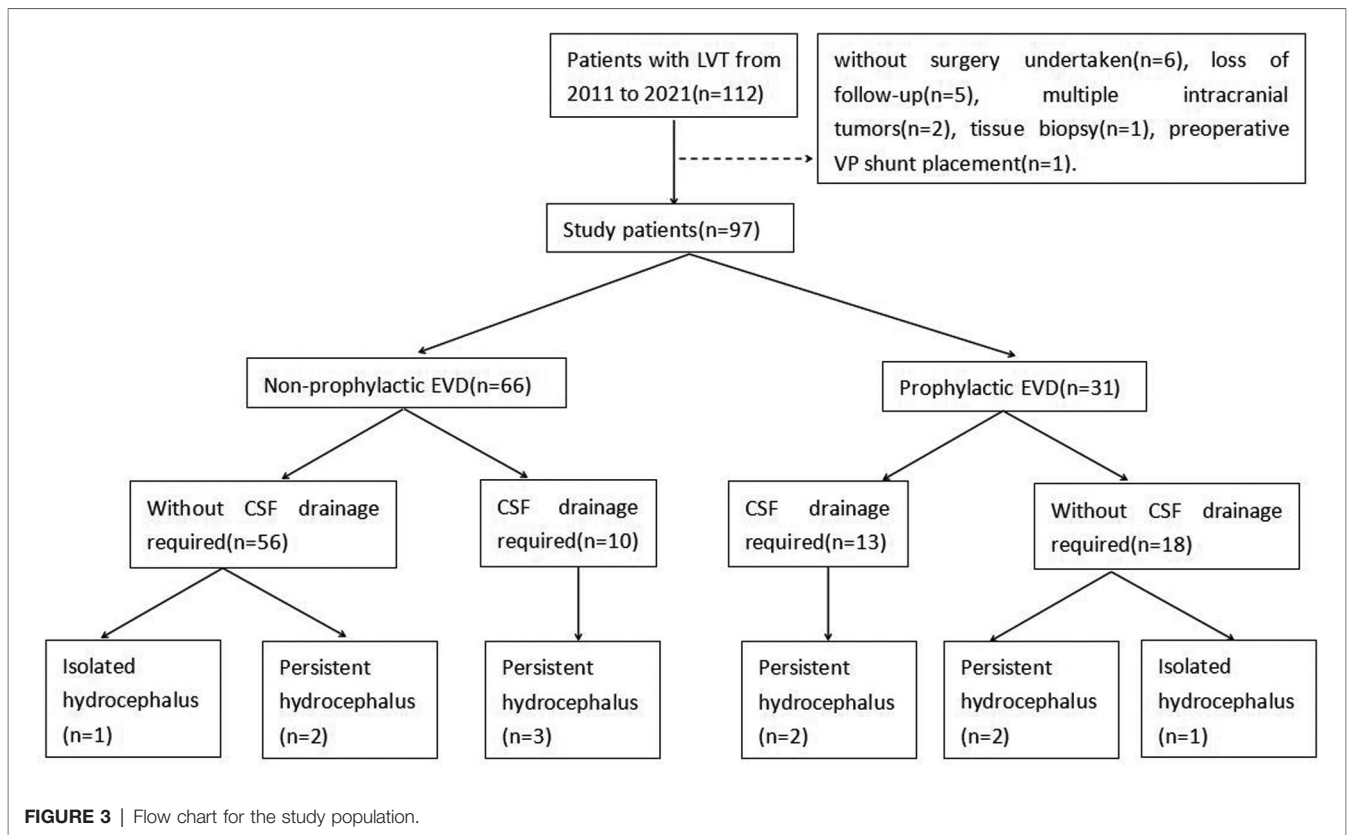 Patients with LVT from
2011 to 2021(n=112)
without surgery undertaken(n=6), loss of
follow-up(n=5), multiple intracranial
tumors(n=2), tissue biopsy(n=1), preoperative
VP shunt placement(n=1).
Study patients(n=97)
Non-prophylactic EVD(n=66)
Prophylactic EVD(n=31)
Without CSF drainage
required(n=56)
CSF drainage
required(n=10)
CSF drainage
required(n=13)
Without CSF drainage
required(n=18)
Isolated
hydrocephalus
(n=1)
Persistent
hydrocephalus
(n=2)
Persistent
hydrocephalus
(n=3)
Persistent
hydrocephalus
(n=2)
Persistent
hydrocephalus
(n=2)
Isolated
hydrocephalus
(n=1)
FIGURE 3 | Flow chart for the study population.